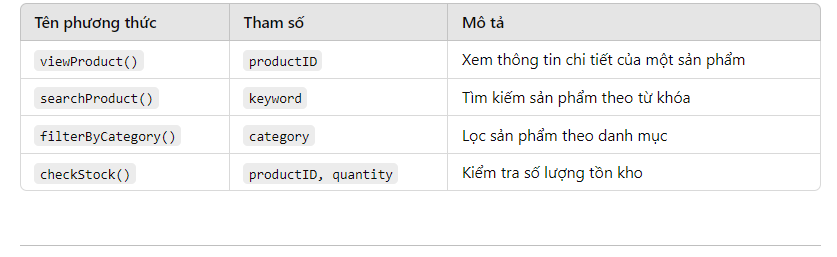 Tên phương thức Tham số Mô tả
viewProduct() productID Xem thông tin chi tiết của một sản phẩm
searchProduct() keyword Tìm kiếm sản phẩm theo từ khóa
filterByCategory() category Lọc sản phẩm theo danh mục
checkStock() productID, quantity Kiểm tra số lượng tồn kho